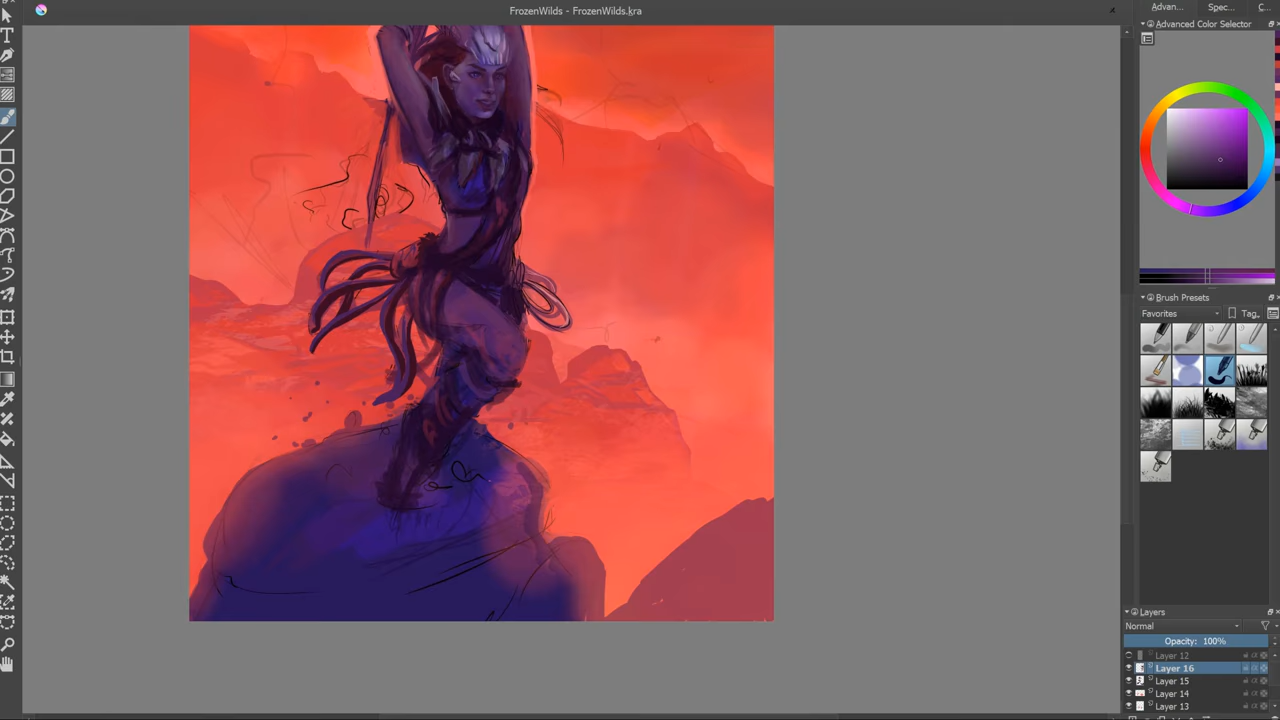 FrozenWilds - FrozenWilds.kra
Advan...
Spec...
C...
Advanced Color Selector
Brush Presets
Favorites
Tag
Layers
Normal
Opacity: 100%
Layer 12
Layer 16
Layer 15
Layer 14
Layer 13